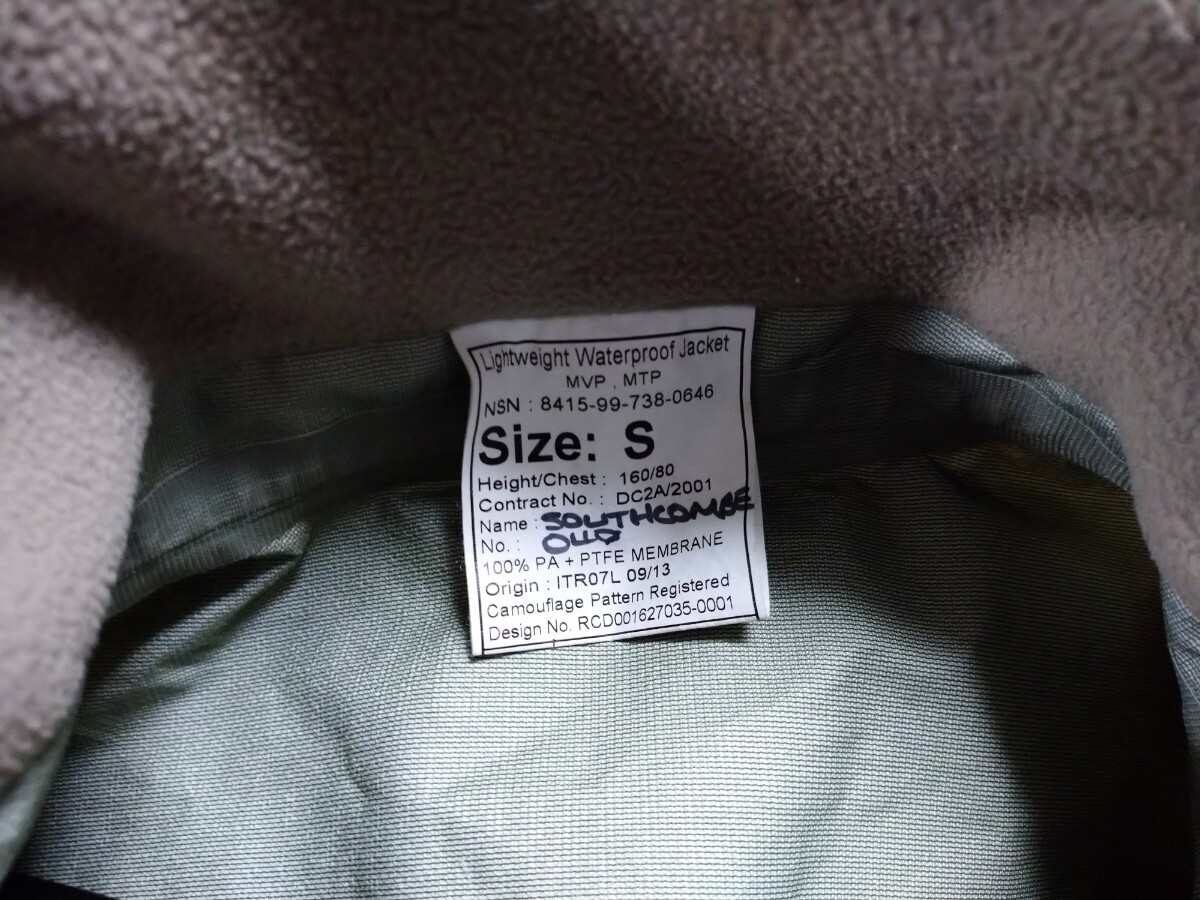 Lightweight Waterproof Jacket
MVP , MTP
NSN : 8415-99-738-0646
Size: S
Height/Chest : 160/80
Contract No. : DC2A/2001
Name : SOUTHCOMBE
No. :
100% PA + PTFE MEMBRANE
Origin : ITR07L 09/13
Camouflage Pattern Registered
Design No. RCD001627035-0001